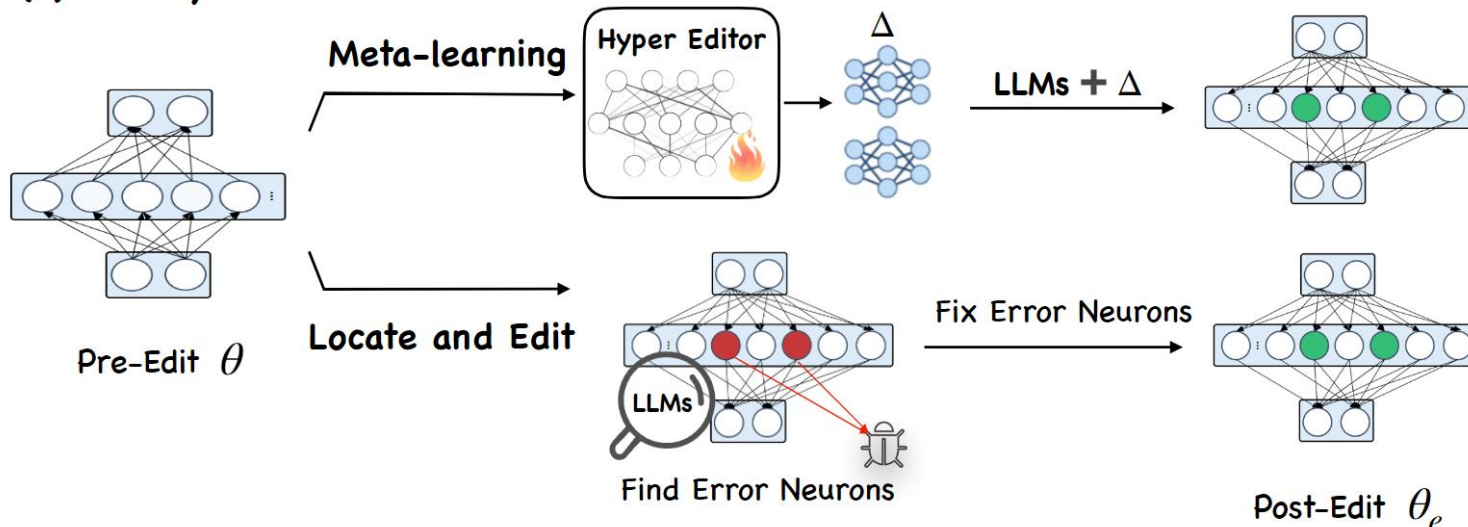 Meta-learning
Hyper Editor
Δ
LLMs + Δ
Pre-Edit θ
Locate and Edit
LLMs
Find Error Neurons
Fix Error Neurons
Post-Edit θₑ